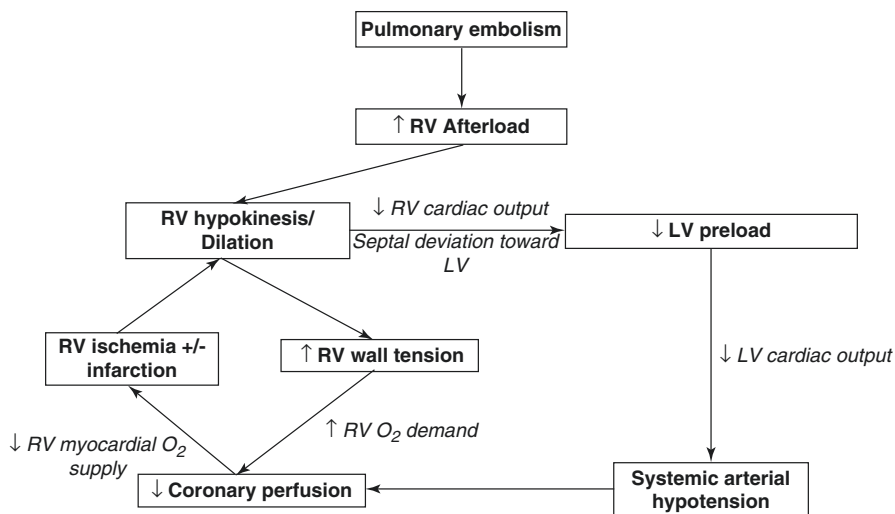 Pulmonary embolism
↑ RV Afterload
RV hypokinesis/
Dilation
↓ RV cardiac output
Septal deviation toward
LV
↓ LV preload
RV ischemia +/-
infarction
↑ RV wall tension
↓ LV cardiac output
↑ RV O₂ demand
↓ RV myocardial O₂
supply
↓ Coronary perfusion
Systemic arterial
hypotension